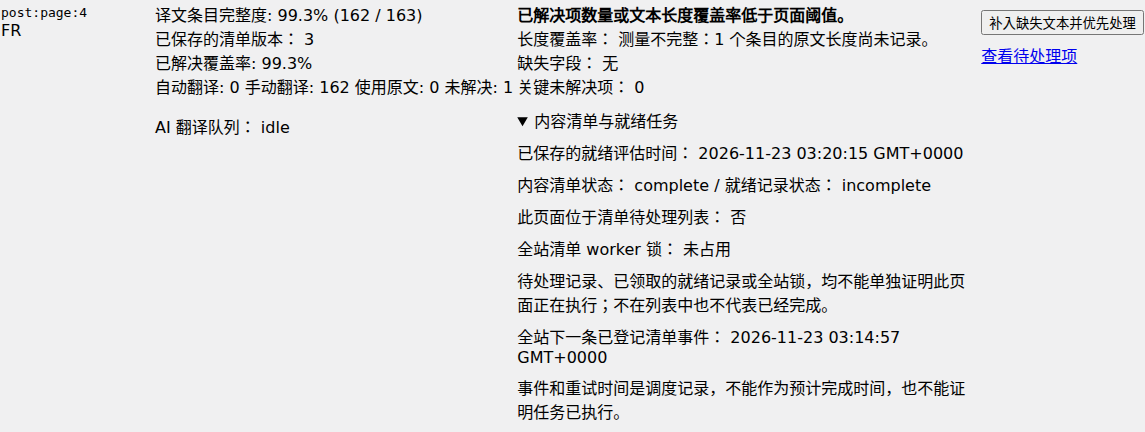 post:page:4
FR
译文条目完整度: 99.3% (162 / 163)
已保存的清单版本： 3
已解决覆盖率: 99.3%
自动翻译: 0 手动翻译: 162 使用原文: 0 未解决: 1
AI 翻译队列： idle
已解决项数量或文本长度覆盖率低于页面阈值。
长度覆盖率： 测量不完整：1 个条目的原文长度尚未记录。
缺失字段： 无
关键未解决项： 0
▼ 内容清单与就绪任务
已保存的就绪评估时间： 2026-11-23 03:20:15 GMT+0000
内容清单状态： complete / 就绪记录状态： incomplete
此页面位于清单待处理列表： 否
全站清单 worker 锁： 未占用
待处理记录、已领取的就绪记录或全站锁，均不能单独证明此页
面正在执行；不在列表中也不代表已经完成。
全站下一条已登记清单事件： 2026-11-23 03:14:57
GMT+0000
事件和重试时间是调度记录，不能作为预计完成时间，也不能证
明任务已执行。
补入缺失文本并优先处理
查看待处理项